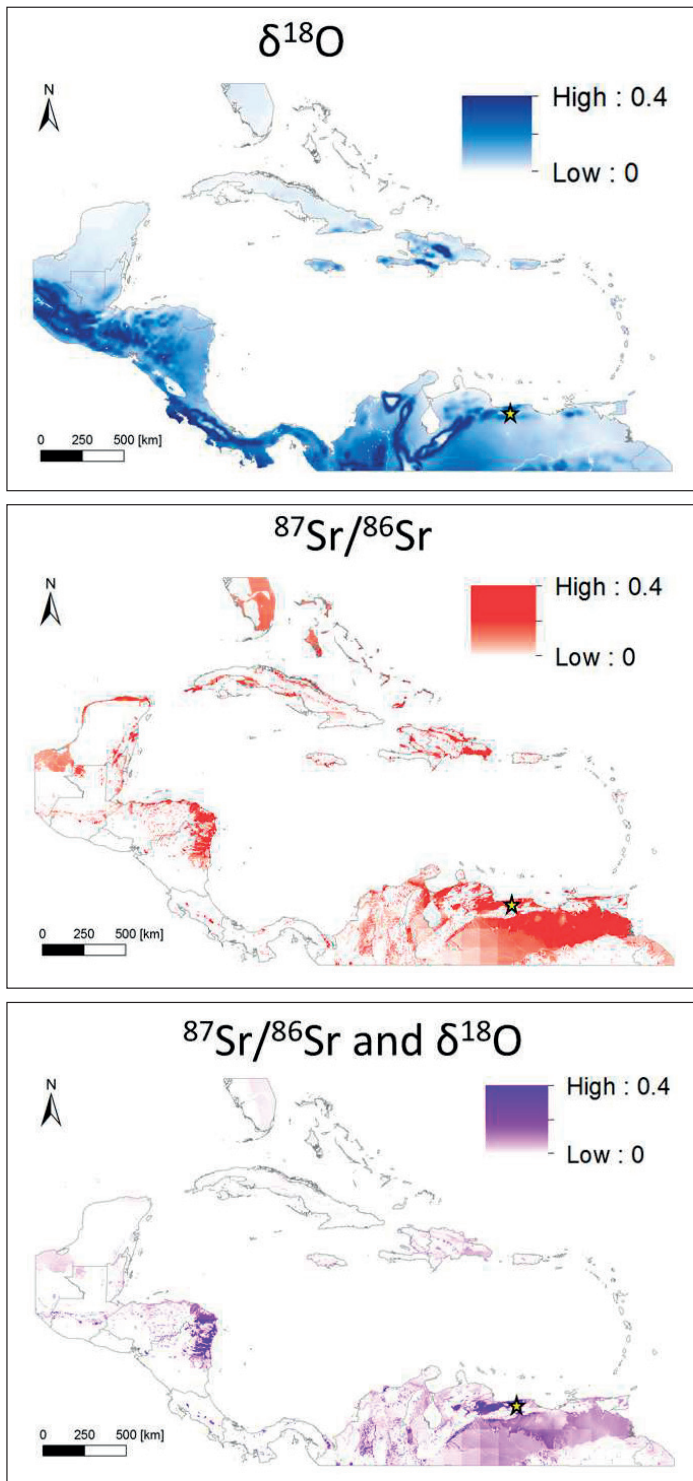 δ¹⁸O
N
High : 0.4
Low : 0
0 250 500 [km]
⁸⁷Sr/⁸⁶Sr
N
High : 0.4
Low : 0
0 250 500 [km]
⁸⁷Sr/⁸⁶Sr and δ¹⁸O
N
High : 0.4
Low : 0
0 250 500 [km]